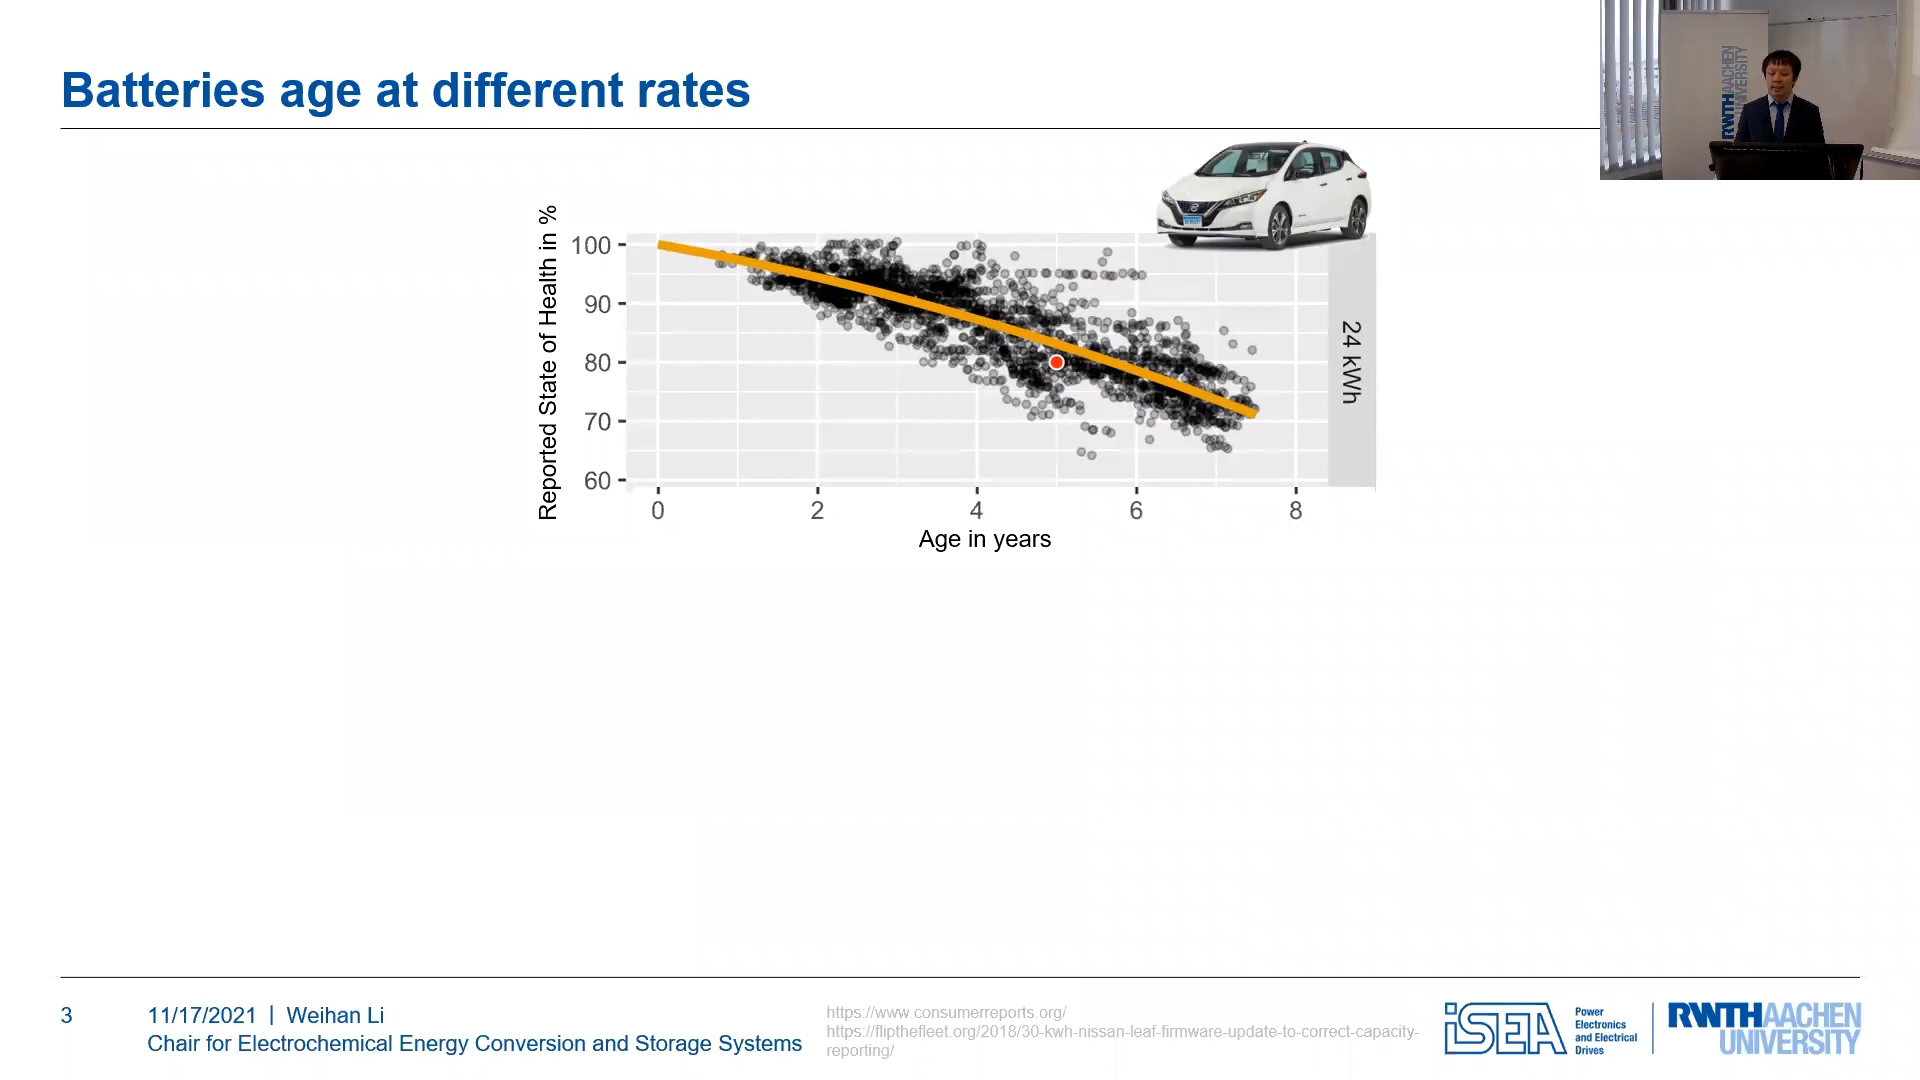 Batteries age at different rates
RWTHAACHEN
UNIVERSITY
Reported State of Health in %
100
90
80
70
60
24 kWh
0 2 4 6 8
Age in years
3
11/17/2021 | Weihan Li
Chair for Electrochemical Energy Conversion and Storage Systems
https://www.consumerreports.org/
https://flipthefleet.org/2018/30-kwh-nissan-leaf-firmware-update-to-correct-capacity-
reporting/
iSEA
Power
Electronics
and Electrical
Drives
RWTHAACHEN
UNIVERSITY